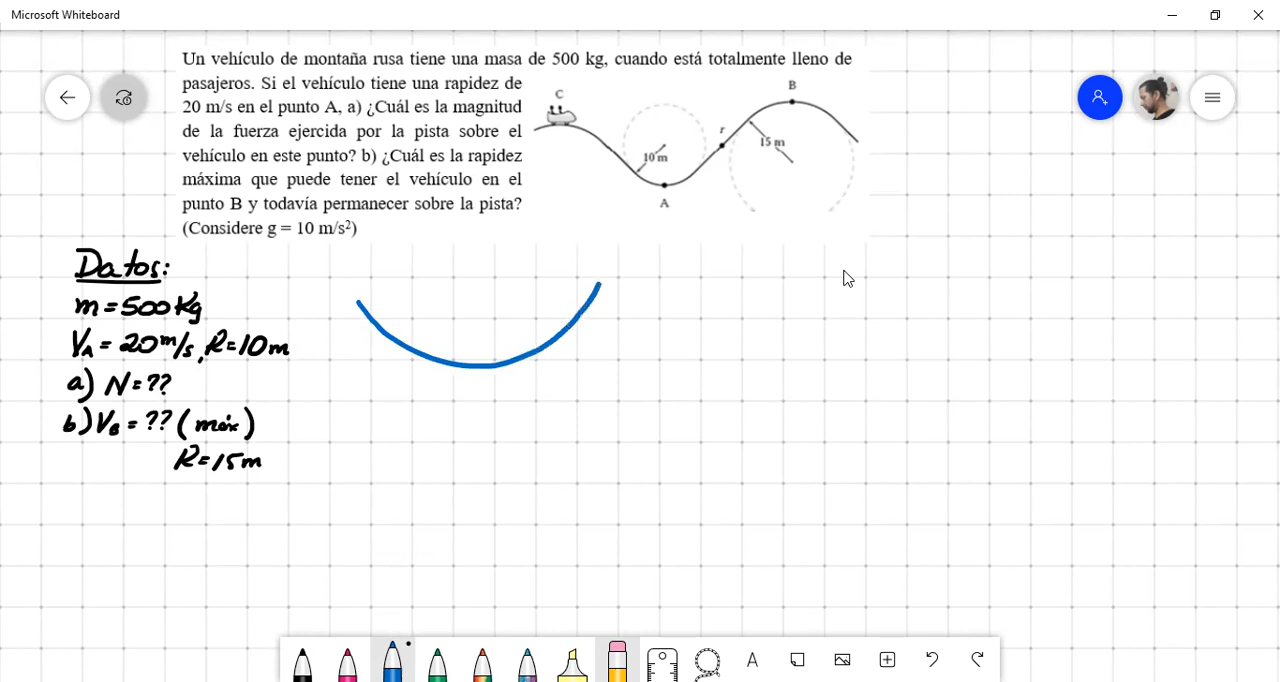 Microsoft Whiteboard
Un vehículo de montaña rusa tiene una masa de 500 kg, cuando está totalmente lleno de
pasajeros. Si el vehículo tiene una rapidez de
20 m/s en el punto A, a) ¿Cuál es la magnitud
de la fuerza ejercida por la pista sobre el
vehículo en este punto? b) ¿Cuál es la rapidez
máxima que puede tener el vehículo en el
punto B y todavía permanecer sobre la pista?
(Considere g = 10 m/s²)
C
B
r
10 m
15 m
A
Datos:
m = 500 Kg
V_A = 20 m/s, R = 10 m
a) N = ??
b) V_B = ?? (máx)
R = 15 m
A